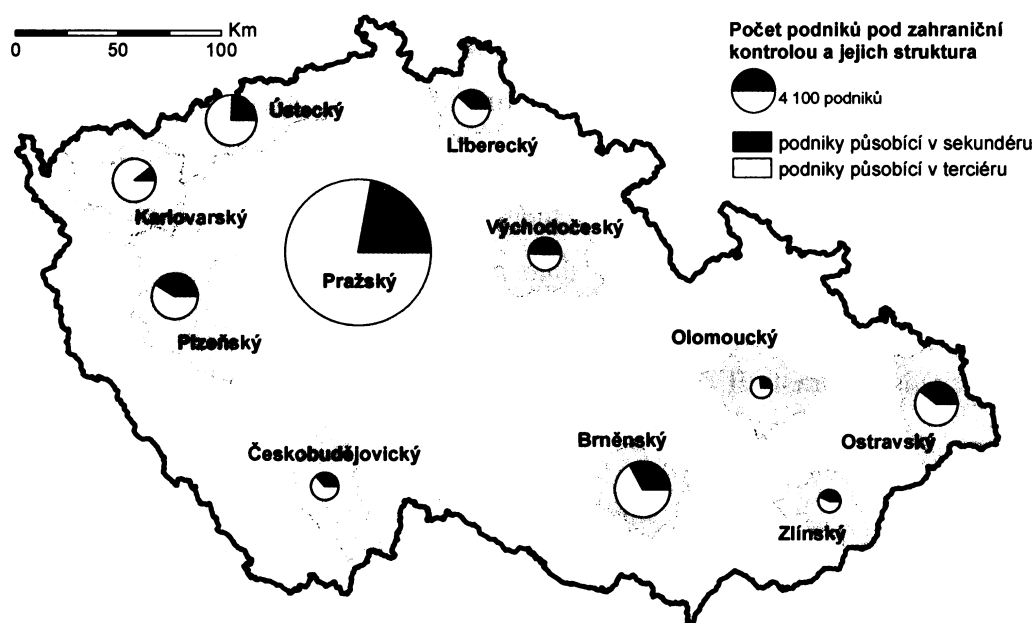 Km
0 50 100
Počet podniků pod zahraniční
kontrolou a jejich struktura
4 100 podniků
podniky působící v sekundéru
podniky působící v terciéru
Ústecký
Liberecký
Karlovarský
Východočeský
Pražský
Plzeňský
Olomoucký
Ostravský
Brněnský
Českobudějovický
Zlínský